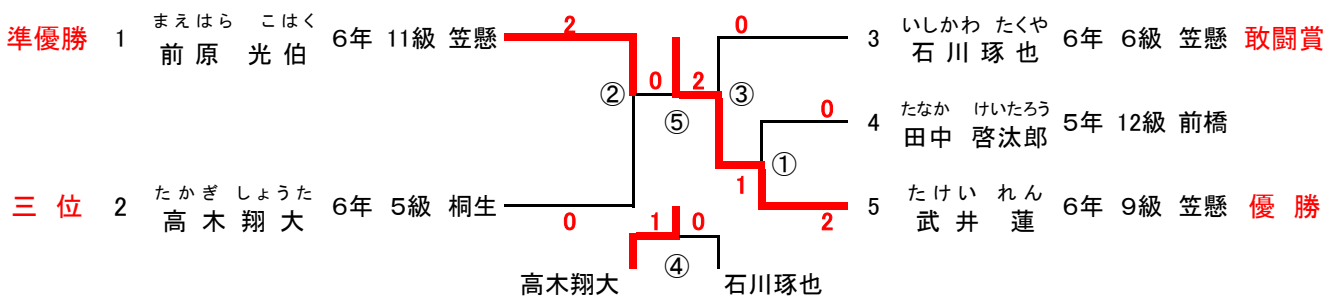 まえはら こはく
準優勝 1 前原 光伯 6年 11級 笠懸
2
0
いしかわ たくや
3 石川琢也 6年 6級 笠懸 敢闘賞
② 0 2 ③
⑤
0
たなか けいたろう
4 田中 啓汰郎 5年 12級 前橋
①
1
たかぎ しょうた
三位 2 高木翔大 6年 5級 桐生
0
たけい れん
5 武井 蓮 6年 9級 笠懸 優勝
2
1 0
④
高木翔大 石川琢也